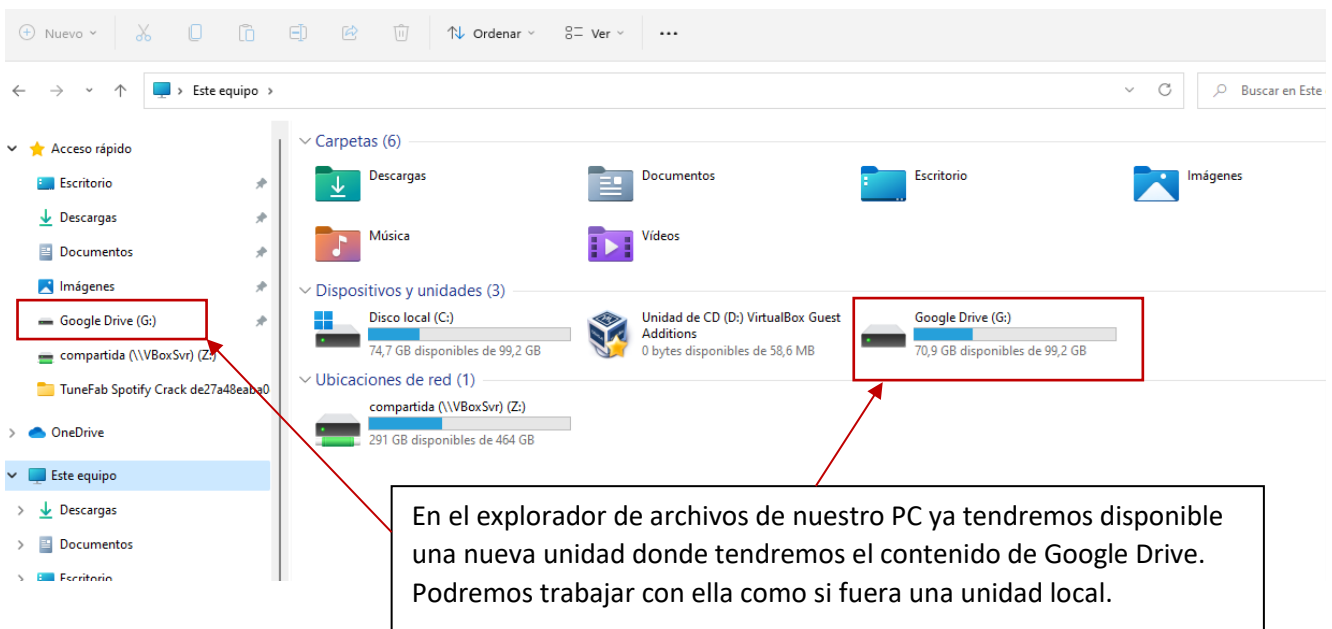 Nuevo
Ordenar
Ver
Este equipo
Buscar en Este
Acceso rápido
Escritorio
Descargas
Documentos
Imágenes
Google Drive (G:)
compartida (\\VBoxSvr) (Z:)
TuneFab Spotify Crack de27a48eaba0
OneDrive
Este equipo
Descargas
Documentos
Escritorio
Carpetas (6)
Descargas
Documentos
Escritorio
Imágenes
Música
Vídeos
Dispositivos y unidades (3)
Disco local (C:)
74,7 GB disponibles de 99,2 GB
Unidad de CD (D:) VirtualBox Guest
Additions
0 bytes disponibles de 58,6 MB
Google Drive (G:)
70,9 GB disponibles de 99,2 GB
Ubicaciones de red (1)
compartida (\\VBoxSvr) (Z:)
291 GB disponibles de 464 GB
En el explorador de archivos de nuestro PC ya tendremos disponible
una nueva unidad donde tendremos el contenido de Google Drive.
Podremos trabajar con ella como si fuera una unidad local.